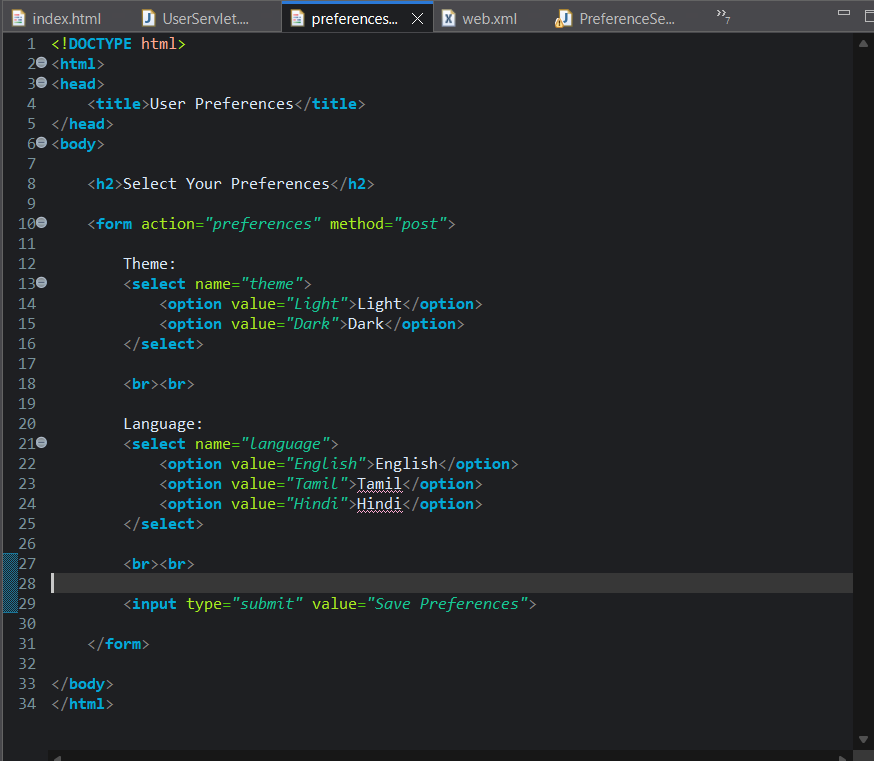 index.html UserServlet.... preferences... web.xml PreferenceSe... »7
1 <!DOCTYPE html>
2 <html>
3 <head>
4     <title>User Preferences</title>
5 </head>
6 <body>
7
8     <h2>Select Your Preferences</h2>
9
10     <form action="preferences" method="post">
11
12         Theme:
13         <select name="theme">
14             <option value="Light">Light</option>
15             <option value="Dark">Dark</option>
16         </select>
17
18         <br><br>
19
20         Language:
21         <select name="language">
22             <option value="English">English</option>
23             <option value="Tamil">Tamil</option>
24             <option value="Hindi">Hindi</option>
25         </select>
26
27         <br><br>
28
29         <input type="submit" value="Save Preferences">
30
31     </form>
32
33 </body>
34 </html>